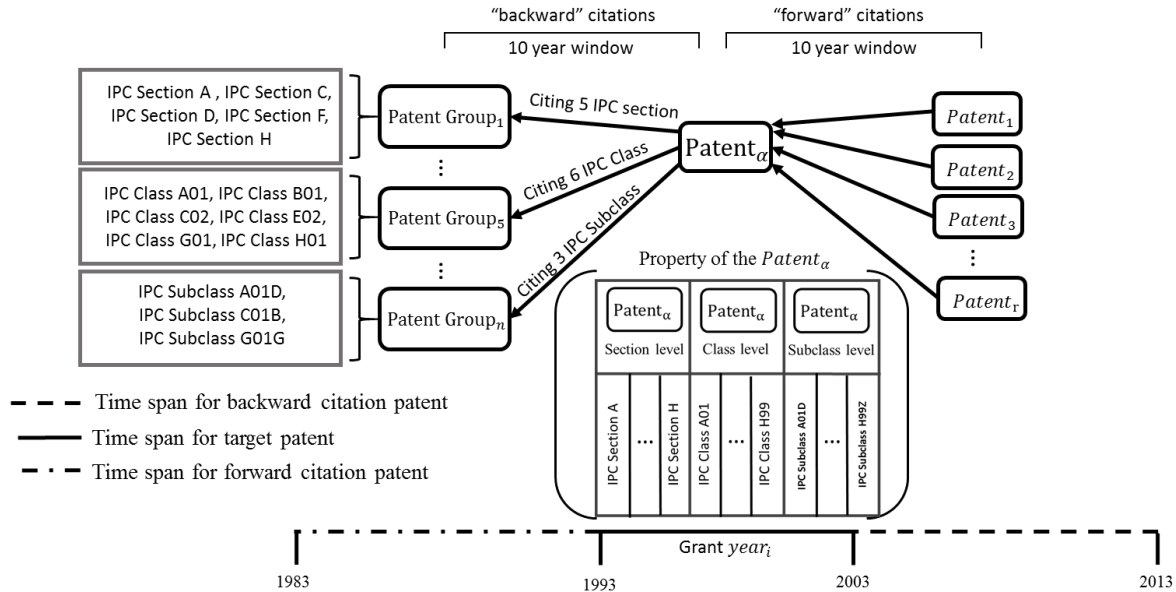 “backward” citations
“forward” citations
10 year window
10 year window
IPC Section A , IPC Section C,
IPC Section D, IPC Section F,
IPC Section H
Patent Group₁
Citing 5 IPC section
⋮
IPC Class A01, IPC Class B01,
IPC Class C02, IPC Class E02,
IPC Class G01, IPC Class H01
Patent Group₅
Citing 6 IPC Class
⋮
IPC Subclass A01D,
IPC Subclass C01B,
IPC Subclass G01G
Patent Groupₙ
Citing 3 IPC Subclass
Patent_α
Patent₁
Patent₂
Patent₃
⋮
Patentᵣ
Property of the Patent_α
Patent_α
Patent_α
Patent_α
Section level
Class level
Subclass level
IPC Section A
...
IPC Section H
IPC Class A01
...
IPC Class H99
IPC Subclass A01D
...
IPC Subclass H99Z
Time span for backward citation patent
Time span for target patent
Time span for forward citation patent
Grant yearᵢ
1983
1993
2003
2013